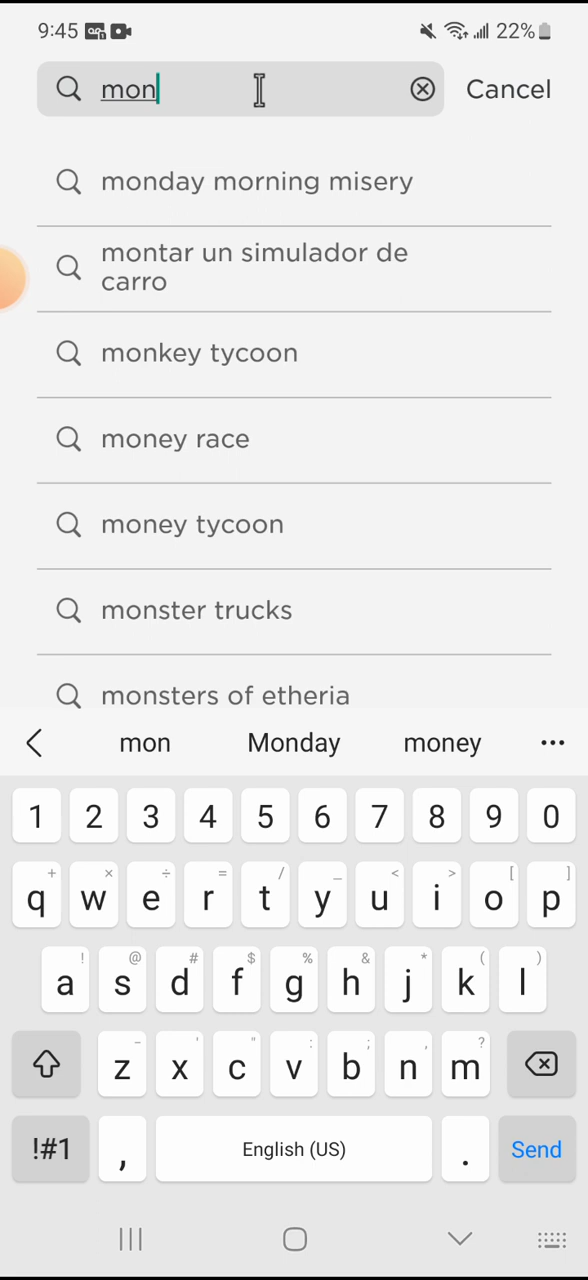 9:45 22%
mon Cancel
monday morning misery
montar un simulador de
carro
monkey tycoon
money race
money tycoon
monster trucks
monsters of etheria
mon Monday money ...
1 2 3 4 5 6 7 8 9 0
+ × ÷ = / _ < > [ ]
q w e r t y u i o p
! @ # $ % & * ( )
a s d f g h j k l
- ' " : ; , ?
z x c v b n m
!#1 , English (US) . Send